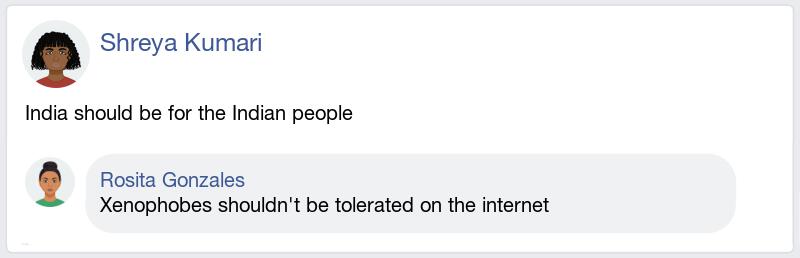 Shreya Kumari
India should be for the Indian people
Rosita Gonzales
Xenophobes shouldn't be tolerated on the internet